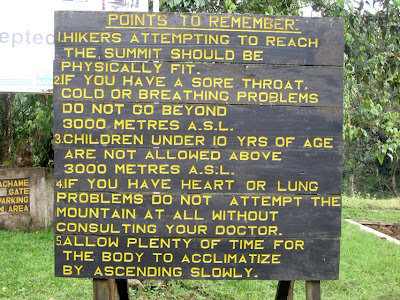 POINTS TO REMEMBER.
1.HIKERS ATTEMPTING TO REACH
THE SUMMIT SHOULD BE
PHYSICALLY FIT.
2.IF YOU HAVE A SORE THROAT,
COLD OR BREATHING PROBLEMS
DO NOT GO BEYOND
3000 METRES A.S.L.
3.CHILDREN UNDER 10 YRS OF AGE
ARE NOT ALLOWED ABOVE
3000 METRES A.S.L.
4.IF YOU HAVE HEART OR LUNG
PROBLEMS DO NOT ATTEMPT THE
MOUNTAIN AT ALL WITHOUT
CONSULTING YOUR DOCTOR.
5.ALLOW PLENTY OF TIME FOR
THE BODY TO ACCLIMATIZE
BY ASCENDING SLOWLY.
cepted
ACHAME
GATE
PARKING
AREA